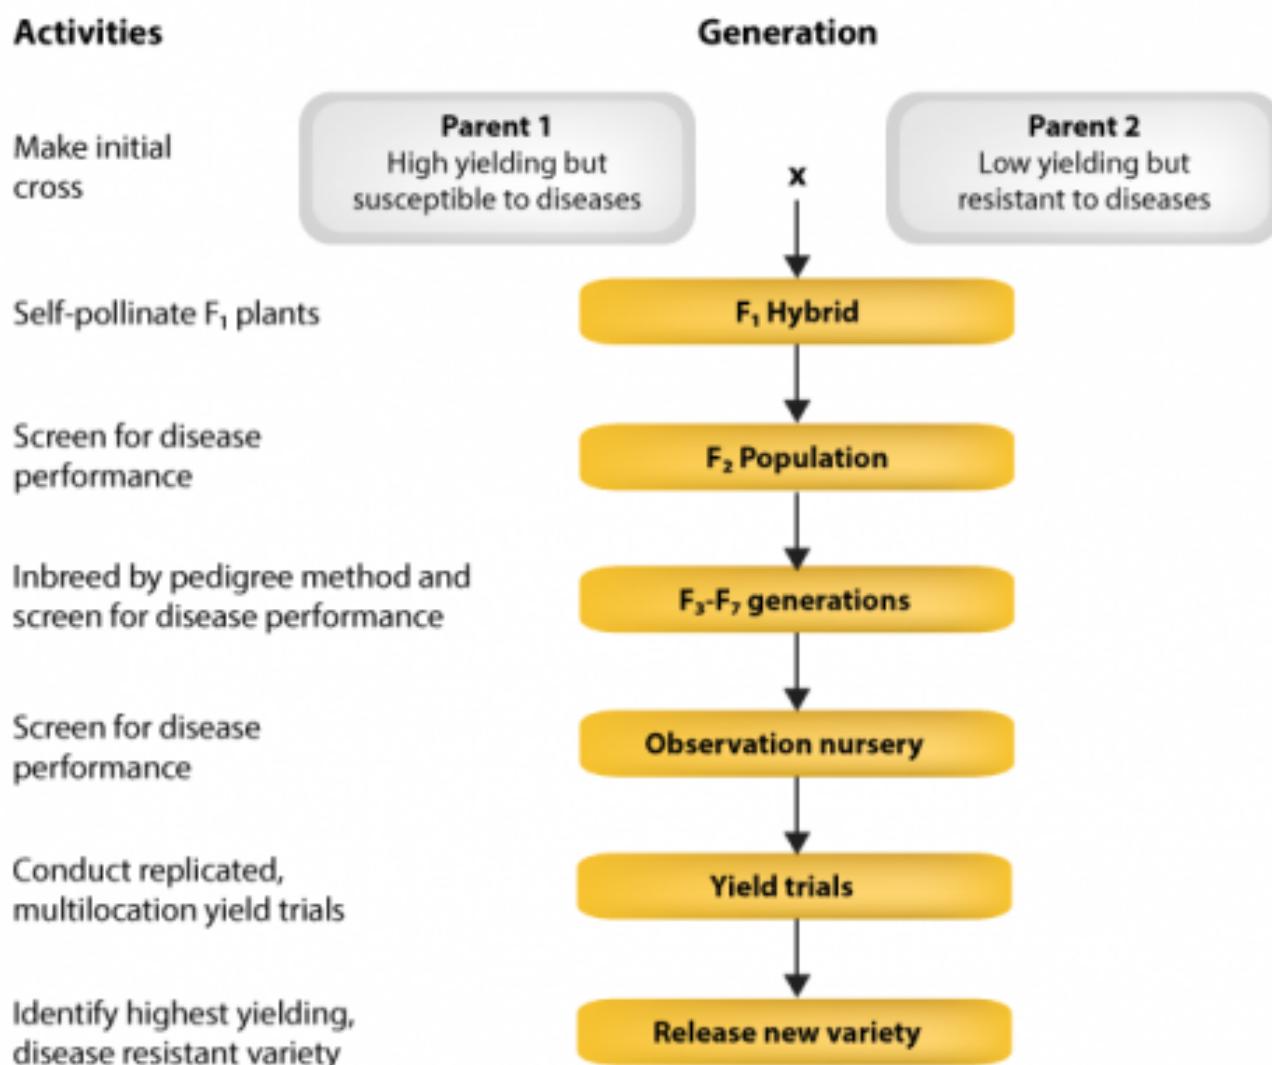 Activities
Generation
Make initial
cross
Parent 1
High yielding but
susceptible to diseases
x
Parent 2
Low yielding but
resistant to diseases
Self-pollinate F₁ plants
F₁ Hybrid
Screen for disease
performance
F₂ Population
Inbreed by pedigree method and
screen for disease performance
F₃-F₇ generations
Screen for disease
performance
Observation nursery
Conduct replicated,
multilocation yield trials
Yield trials
Identify highest yielding,
disease resistant variety
Release new variety